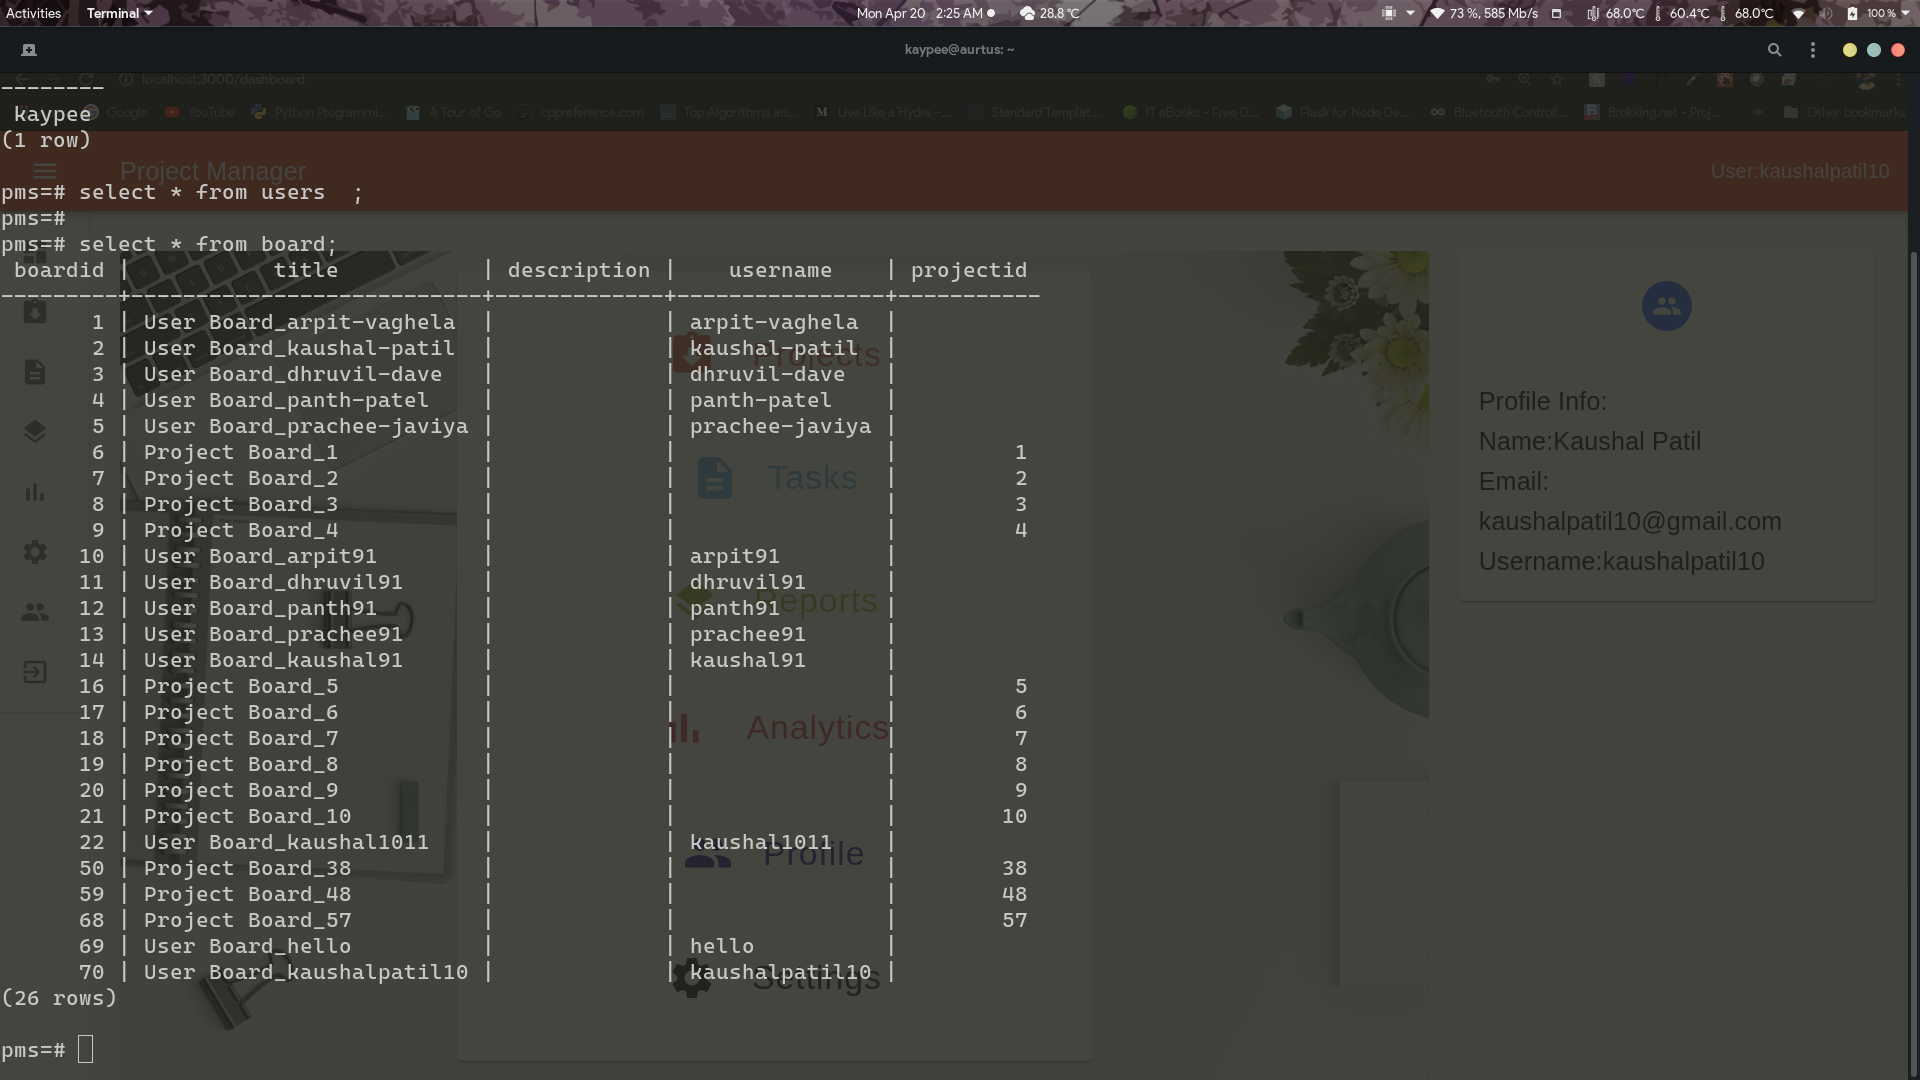 Activities Terminal Mon Apr 20 2:25 AM 28.8 °C 73 %, 585 Mb/s 68.0°C 60.4°C 68.0°C 100 %
kaypee@aurtus: ~
localhost:3000/dashboard
--------
 kaypee
Google YouTube Python Programmi... A Tour of Go cppreference.com Top Algorithms an... Live Like a Hydra –... Standard Templat... IT eBooks - Free D... Flask for Node De... Bluetooth Controll... Brokking.net - Proj... » Other bookmarks
(1 row)
Project Manager User:kaushalpatil10
pms=# select * from users  ;
pms=#
pms=# select * from board;
 boardid |           title           | description |    username    | projectid
---------+---------------------------+-------------+----------------+-----------
       1 | User Board_arpit-vaghela  |             | arpit-vaghela  |
       2 | User Board_kaushal-patil  |             | kaushal-patil  |
       3 | User Board_dhruvil-dave   |             | dhruvil-dave   |
       4 | User Board_panth-patel    |             | panth-patel    |
       5 | User Board_prachee-javiya |             | prachee-javiya |
       6 | Project Board_1           |             |                |         1
       7 | Project Board_2           |             |                |         2
       8 | Project Board_3           |             |                |         3
       9 | Project Board_4           |             |                |         4
      10 | User Board_arpit91        |             | arpit91        |
      11 | User Board_dhruvil91      |             | dhruvil91      |
      12 | User Board_panth91        |             | panth91        |
      13 | User Board_prachee91      |             | prachee91      |
      14 | User Board_kaushal91      |             | kaushal91      |
      16 | Project Board_5           |             |                |         5
      17 | Project Board_6           |             |                |         6
      18 | Project Board_7           |             |                |         7
      19 | Project Board_8           |             |                |         8
      20 | Project Board_9           |             |                |         9
      21 | Project Board_10          |             |                |        10
      22 | User Board_kaushal1011    |             | kaushal1011    |
      50 | Project Board_38          |             |                |        38
      59 | Project Board_48          |             |                |        48
      68 | Project Board_57          |             |                |        57
      69 | User Board_hello          |             | hello          |
      70 | User Board_kaushalpatil10 |             | kaushalpatil10 |
(26 rows)
pms=#
Projects
Tasks
Reports
Analytics
Profile
Settings
Profile Info:
Name:Kaushal Patil
Email:
kaushalpatil10@gmail.com
Username:kaushalpatil10